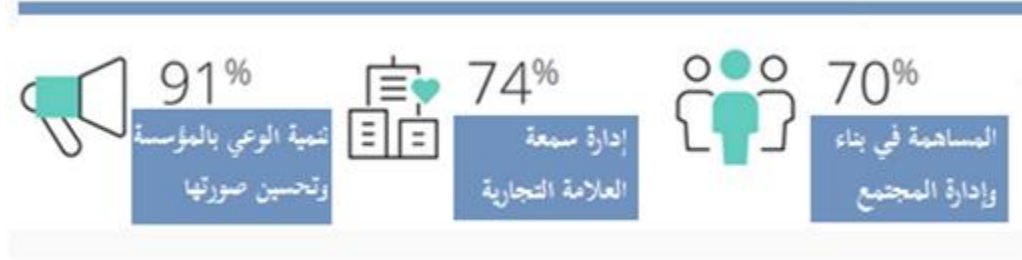 70%
المساهمة في بناء
وإدارة المجتمع
74%
إدارة سمعة
العلامة التجارية
91%
تنمية الوعي بالمؤسسة
وتحسين صورتها